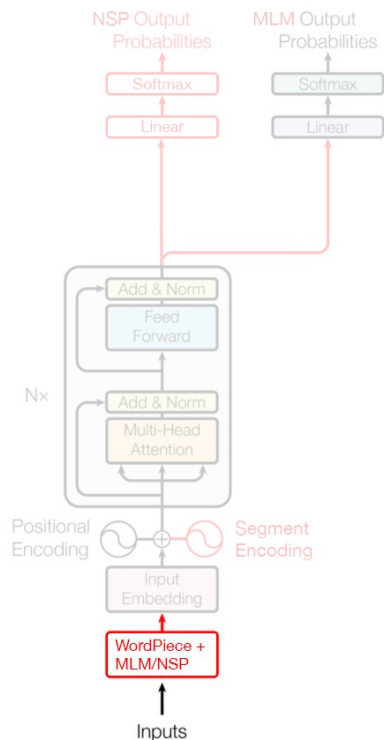 NSP Output
Probabilities
MLM Output
Probabilities
Softmax
Softmax
Linear
Linear
Add & Norm
Feed
Forward
Nx
Add & Norm
Multi-Head
Attention
Positional
Encoding
Segment
Encoding
Input
Embedding
WordPiece +
MLM/NSP
Inputs